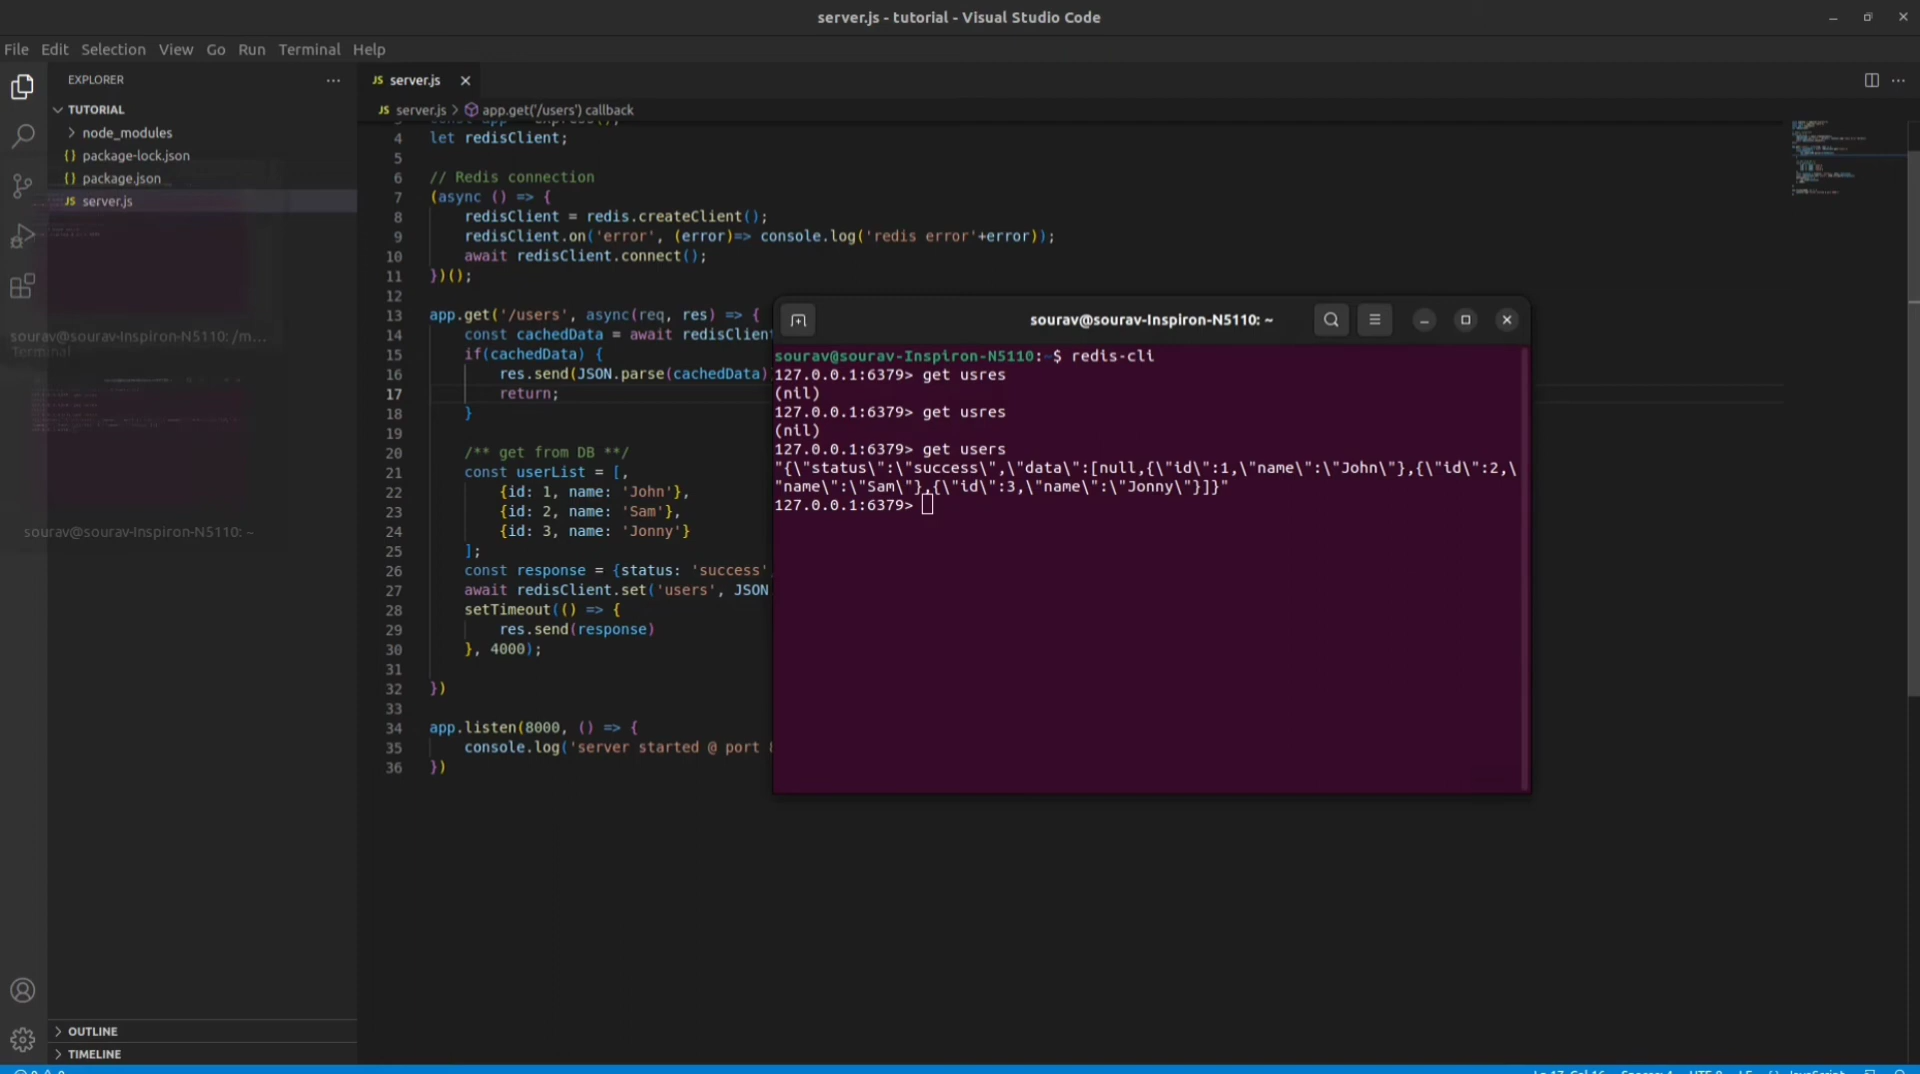 server.js - tutorial - Visual Studio Code
File Edit Selection View Go Run Terminal Help
EXPLORER
TUTORIAL
node_modules
package-lock.json
package.json
JS server.js
sourav@sourav-Inspiron-N5110: /m...
Terminal
sourav@sourav-Inspiron-N5110: ~
OUTLINE
TIMELINE
JS server.js
JS server.js > app.get('/users') callback
4 let redisClient;
5
6 // Redis connection
7 (async () => {
8 redisClient = redis.createClient();
9 redisClient.on('error', (error)=> console.log('redis error'+error));
10 await redisClient.connect();
11 })();
12
13 app.get('/users', async(req, res) => {
14 const cachedData = await redisClient
15 if(cachedData) {
16 res.send(JSON.parse(cachedData)
17 return;
18 }
19
20 /** get from DB **/
21 const userList = [,
22 {id: 1, name: 'John'},
23 {id: 2, name: 'Sam'},
24 {id: 3, name: 'Jonny'}
25 ];
26 const response = {status: 'success',
27 await redisClient.set('users', JSON
28 setTimeout(() => {
29 res.send(response)
30 }, 4000);
31
32 })
33
34 app.listen(8000, () => {
35 console.log('server started @ port
36 })
sourav@sourav-Inspiron-N5110: ~
sourav@sourav-Inspiron-N5110:~$ redis-cli
127.0.0.1:6379> get usres
(nil)
127.0.0.1:6379> get usres
(nil)
127.0.0.1:6379> get users
"{\"status\":\"success\",\"data\":[null,{\"id\":1,\"name\":\"John\"},{\"id\":2,\
"name\":\"Sam\"},{\"id\":3,\"name\":\"Jonny\"}]}"
127.0.0.1:6379>